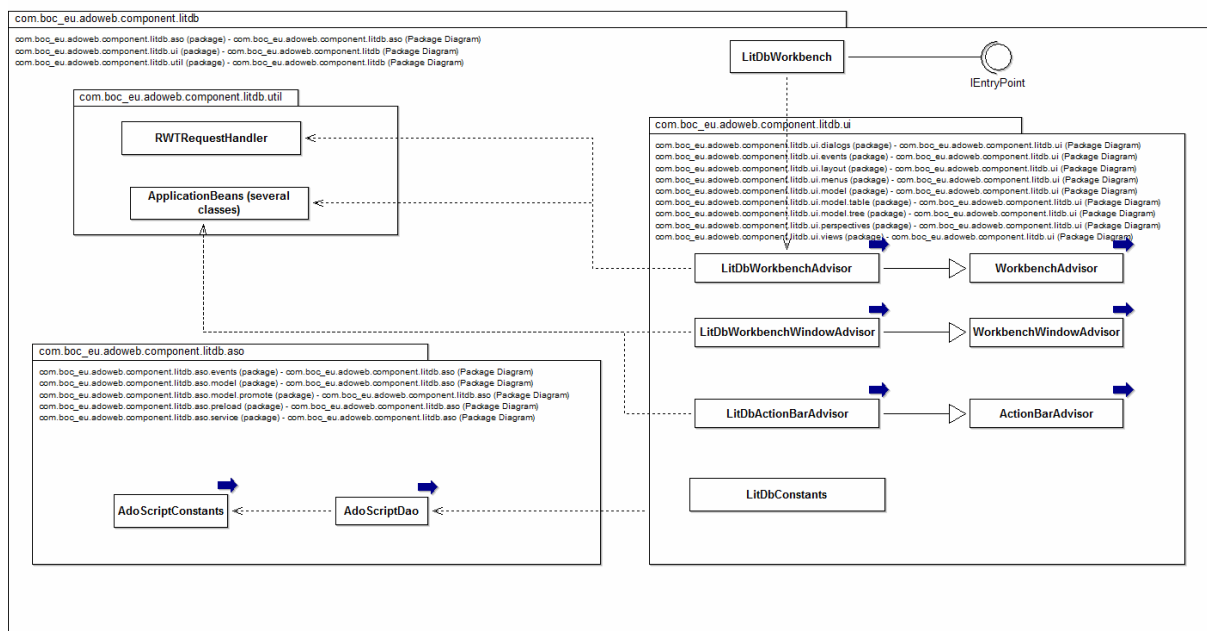 com.boc_eu.adoweb.component.litdb
com.boc_eu.adoweb.component.litdb.aso (package) - com.boc_eu.adoweb.component.litdb.aso (Package Diagram)
com.boc_eu.adoweb.component.litdb.ui (package) - com.boc_eu.adoweb.component.litdb (Package Diagram)
com.boc_eu.adoweb.component.litdb.util (package) - com.boc_eu.adoweb.component.litdb (Package Diagram)
LitDbWorkbench
IEntryPoint
com.boc_eu.adoweb.component.litdb.util
RWTRequestHandler
ApplicationBeans (several
classes)
com.boc_eu.adoweb.component.litdb.ui
com.boc_eu.adoweb.component.litdb.ui.dialogs (package) - com.boc_eu.adoweb.component.litdb.ui (Package Diagram)
com.boc_eu.adoweb.component.litdb.ui.events (package) - com.boc_eu.adoweb.component.litdb.ui (Package Diagram)
com.boc_eu.adoweb.component.litdb.ui.layout (package) - com.boc_eu.adoweb.component.litdb.ui (Package Diagram)
com.boc_eu.adoweb.component.litdb.ui.menus (package) - com.boc_eu.adoweb.component.litdb.ui (Package Diagram)
com.boc_eu.adoweb.component.litdb.ui.model (package) - com.boc_eu.adoweb.component.litdb.ui (Package Diagram)
com.boc_eu.adoweb.component.litdb.ui.model.table (package) - com.boc_eu.adoweb.component.litdb.ui (Package Diagram)
com.boc_eu.adoweb.component.litdb.ui.model.tree (package) - com.boc_eu.adoweb.component.litdb.ui (Package Diagram)
com.boc_eu.adoweb.component.litdb.ui.perspectives (package) - com.boc_eu.adoweb.component.litdb.ui (Package Diagram)
com.boc_eu.adoweb.component.litdb.ui.views (package) - com.boc_eu.adoweb.component.litdb.ui (Package Diagram)
LitDbWorkbenchAdvisor
WorkbenchAdvisor
LitDbWorkbenchWindowAdvisor
WorkbenchWindowAdvisor
LitDbActionBarAdvisor
ActionBarAdvisor
LitDbConstants
com.boc_eu.adoweb.component.litdb.aso
com.boc_eu.adoweb.component.litdb.aso.events (package) - com.boc_eu.adoweb.component.litdb.aso (Package Diagram)
com.boc_eu.adoweb.component.litdb.aso.model (package) - com.boc_eu.adoweb.component.litdb.aso (Package Diagram)
com.boc_eu.adoweb.component.litdb.aso.model.promote (package) - com.boc_eu.adoweb.component.litdb.aso (Package Diagram)
com.boc_eu.adoweb.component.litdb.aso.preload (package) - com.boc_eu.adoweb.component.litdb.aso (Package Diagram)
com.boc_eu.adoweb.component.litdb.aso.service (package) - com.boc_eu.adoweb.component.litdb.aso (Package Diagram)
AdoScriptConstants
AdoScriptDao